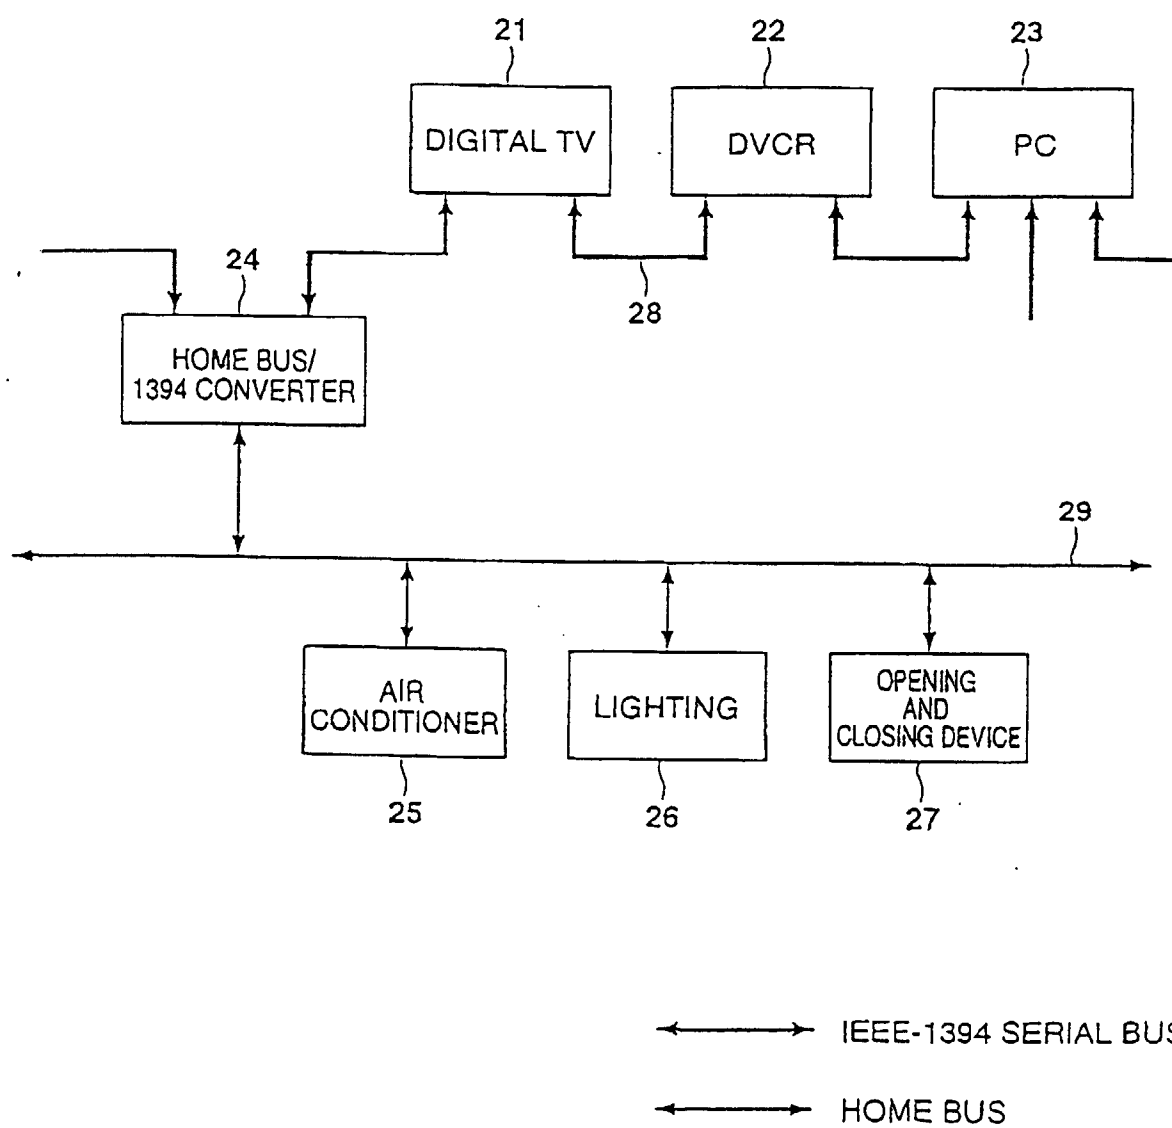 21
22
23
DIGITAL TV
DVCR
PC
24
28
HOME BUS/
1394 CONVERTER
29
AIR
CONDITIONER
LIGHTING
OPENING
AND
CLOSING DEVICE
25
26
27
IEEE-1394 SERIAL BUS
HOME BUS